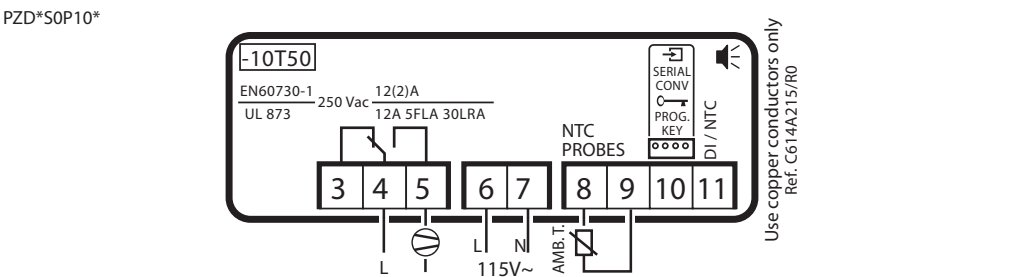 PZD*S0P10*
-10T50
EN60730-1
UL 873
250 Vac
12(2)A
12A 5FLA 30LRA
SERIAL
CONV
PROG.
KEY
DI / NTC
NTC
PROBES
3 4 5 6 7 8 9 10 11
L
L N
115V~
AMB. T.
Use copper conductors only
Ref. C614A215/R0